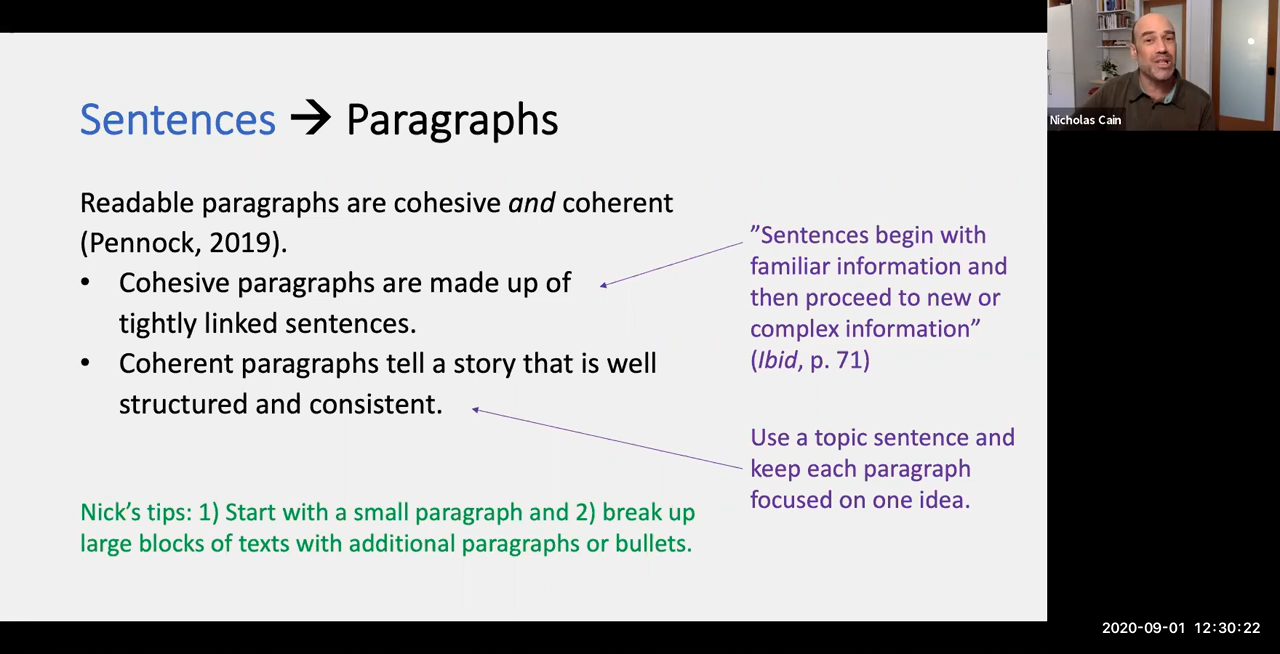 Sentences → Paragraphs
Readable paragraphs are cohesive and coherent
(Pennock, 2019).
• Cohesive paragraphs are made up of
tightly linked sentences.
• Coherent paragraphs tell a story that is well
structured and consistent.
”Sentences begin with
familiar information and
then proceed to new or
complex information”
(Ibid, p. 71)
Use a topic sentence and
keep each paragraph
focused on one idea.
Nick’s tips: 1) Start with a small paragraph and 2) break up
large blocks of texts with additional paragraphs or bullets.
Nicholas Cain
2020-09-01 12:30:22